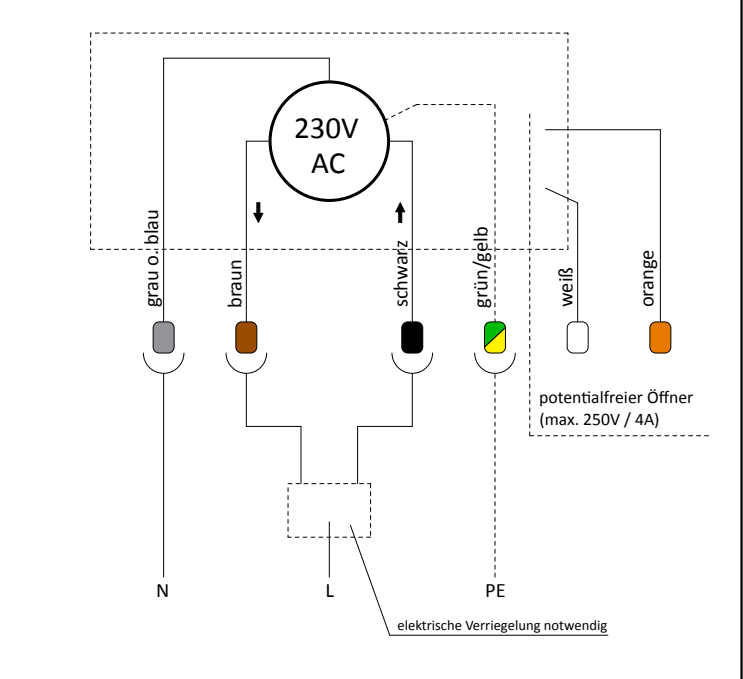 230V
AC
grau o. blau
braun
schwarz
grün/gelb
weiß
orange
potentialfreier Öffner
(max. 250V / 4A)
N
L
PE
elektrische Verriegelung notwendig